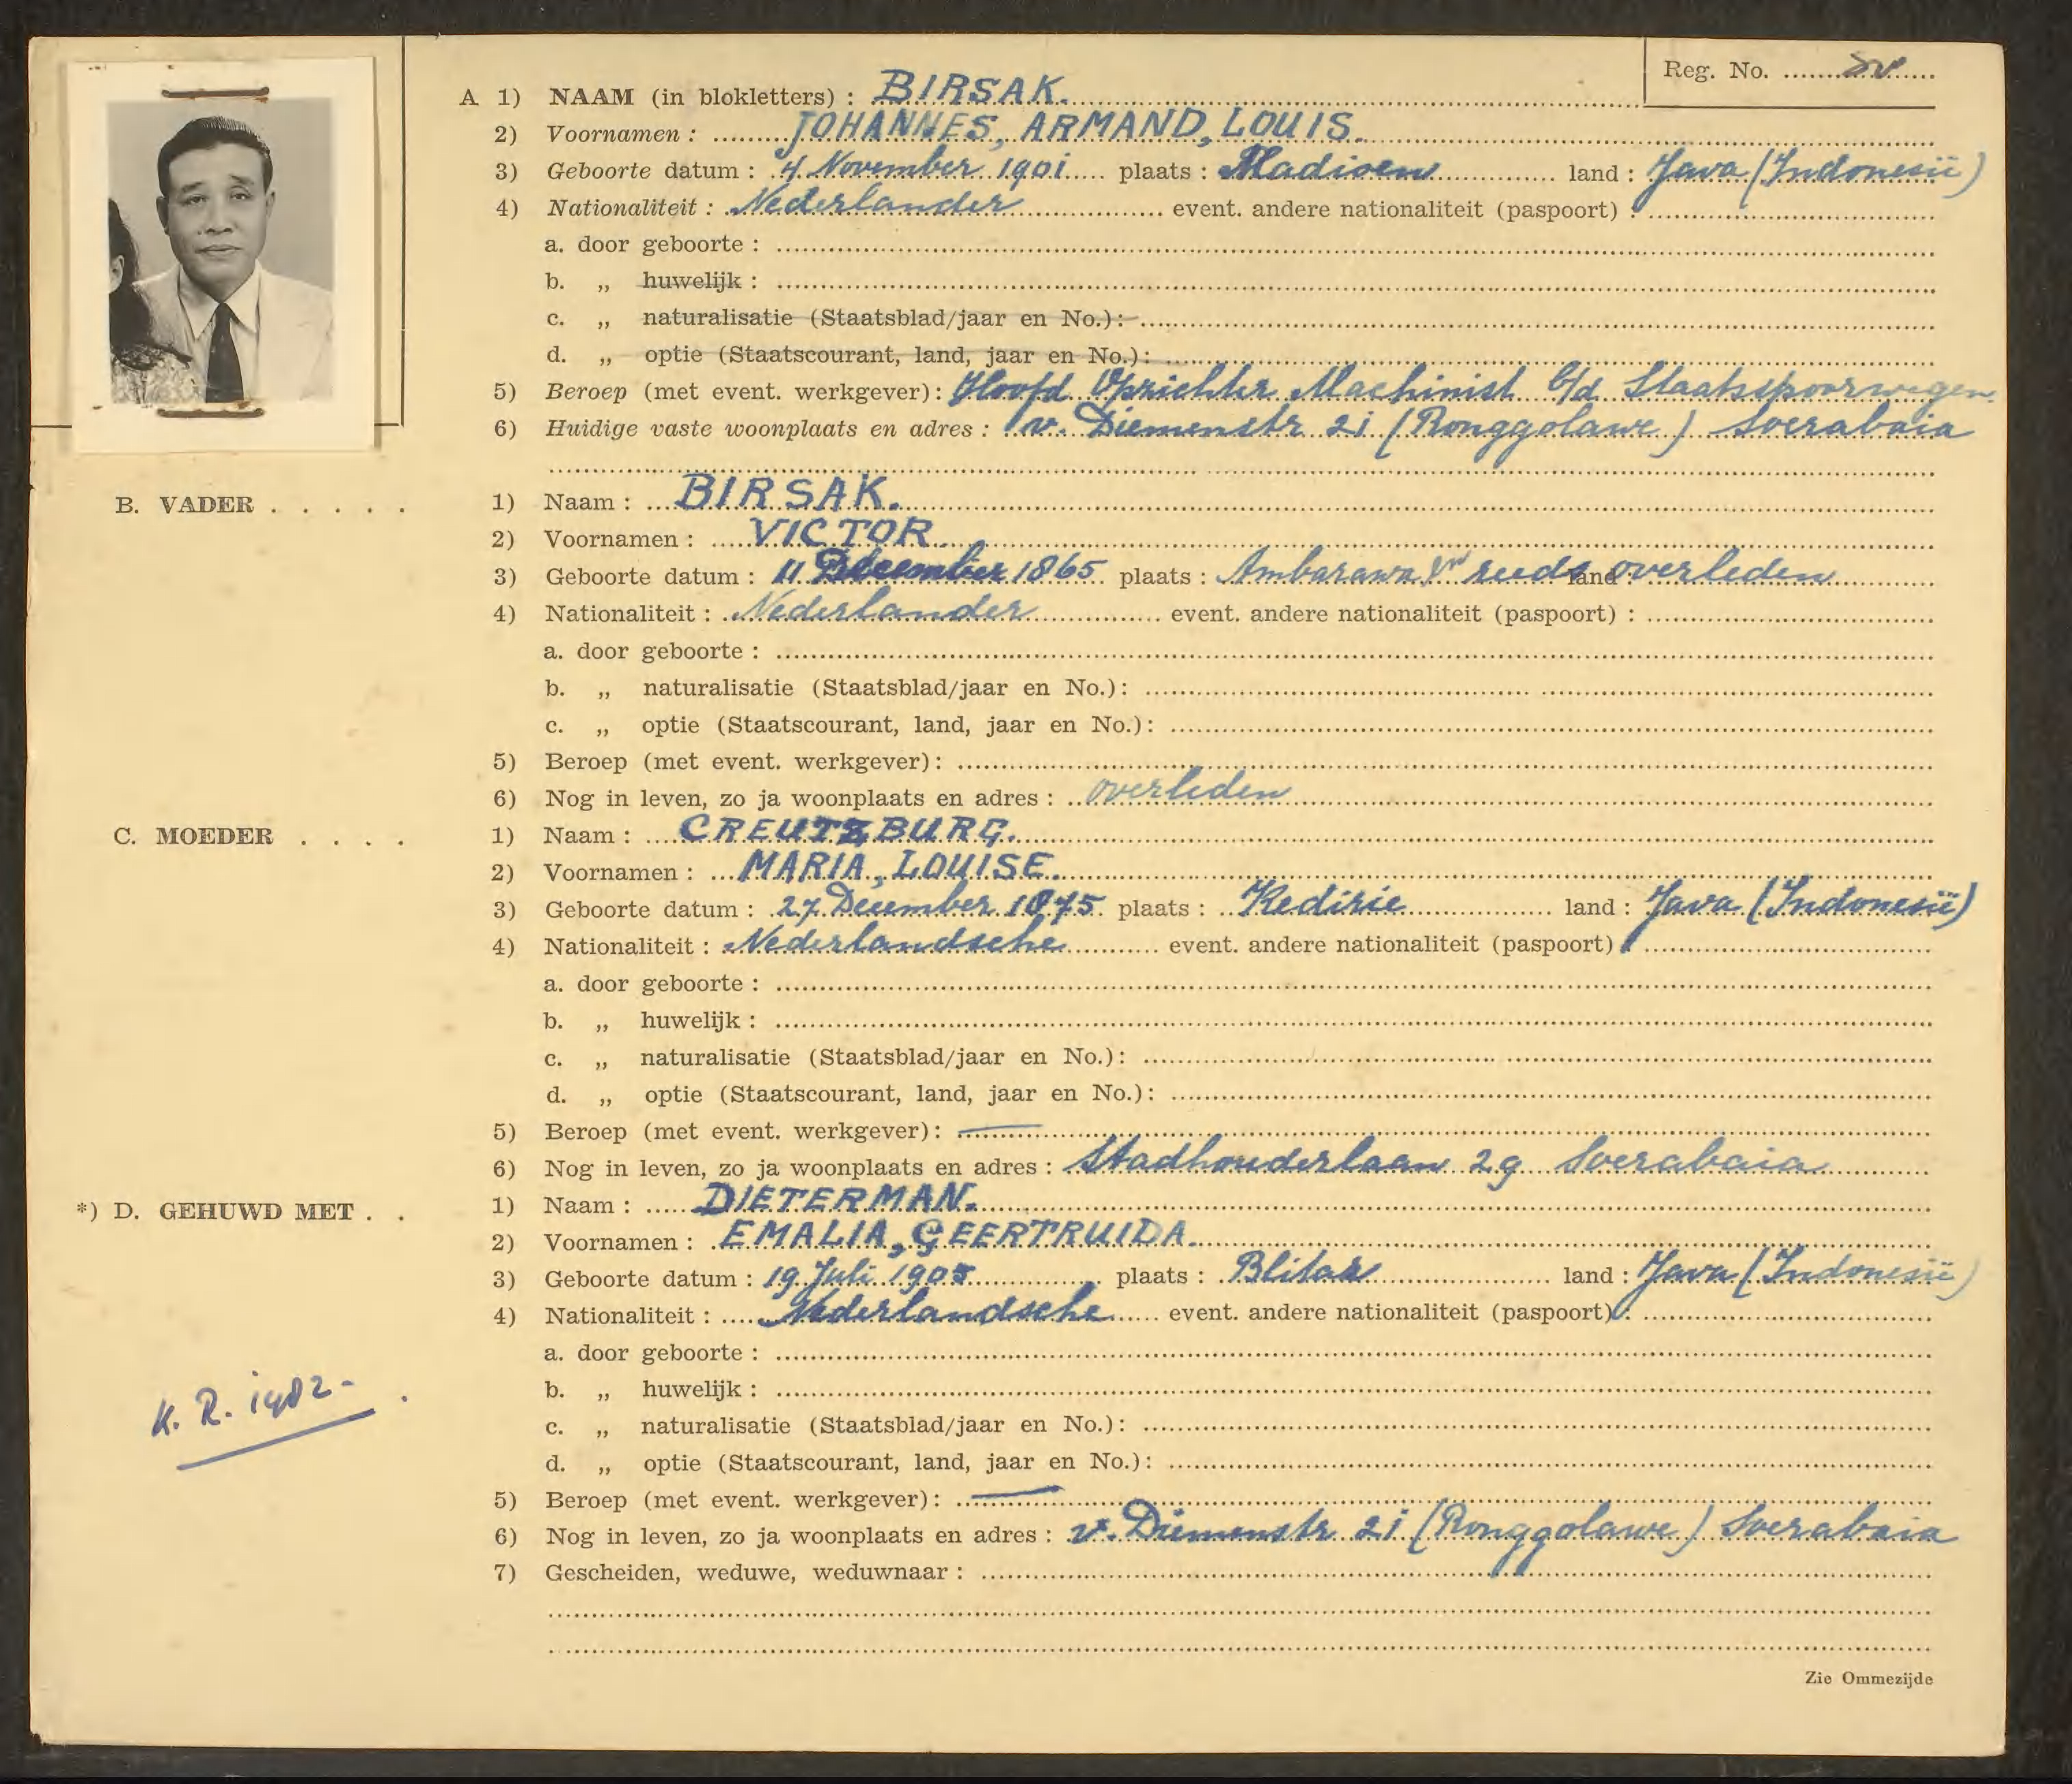 Reg. No. ..........
A 1) NAAM (in blokletters) : BIRSAK.
2) Voornamen : JOHANNES, ARMAND, LOUIS.
3) Geboorte datum : 4 November 1901 plaats : Madioen land : Java (Indonesië)
4) Nationaliteit : Nederlander event. andere nationaliteit (paspoort) :
a. door geboorte :
b. „ huwelijk :
c. „ naturalisatie (Staatsblad/jaar en No.) :
d. „ optie (Staatscourant, land, jaar en No.) :
5) Beroep (met event. werkgever) : Hoofd Opzichter Machinist b/d Staatsspoorwegen.
6) Huidige vaste woonplaats en adres : v. Diemenstr 21 (Ronggolawe) Soerabaia
B. VADER . . . . . 1) Naam : BIRSAK.
2) Voornamen : VICTOR
3) Geboorte datum : 11 December 1865 plaats : Ambarawa reeds land overleden
4) Nationaliteit : Nederlander event. andere nationaliteit (paspoort) :
a. door geboorte :
b. „ naturalisatie (Staatsblad/jaar en No.) :
c. „ optie (Staatscourant, land, jaar en No.) :
5) Beroep (met event. werkgever) :
6) Nog in leven, zo ja woonplaats en adres : overleden
C. MOEDER . . . . 1) Naam : CREUTZBURG.
2) Voornamen : MARIA, LOUISE.
3) Geboorte datum : 27 December 1875 plaats : Kedirie land : Java (Indonesië)
4) Nationaliteit : Nederlandsche event. andere nationaliteit (paspoort)
a. door geboorte :
b. „ huwelijk :
c. „ naturalisatie (Staatsblad/jaar en No.) :
d. „ optie (Staatscourant, land, jaar en No.) :
5) Beroep (met event. werkgever) : —
6) Nog in leven, zo ja woonplaats en adres : Stadhouderlaan 29 Soerabaia
*) D. GEHUWD MET . . 1) Naam : DIETERMAN.
2) Voornamen : EMALIA, GEERTRUIDA.
3) Geboorte datum : 19 Juli 1905 plaats : Blitar land : Java (Indonesië)
4) Nationaliteit : Nederlandsche event. andere nationaliteit (paspoort) :
a. door geboorte :
b. „ huwelijk :
K. R. 1982 -
c. „ naturalisatie (Staatsblad/jaar en No.) :
d. „ optie (Staatscourant, land, jaar en No.) :
5) Beroep (met event. werkgever) : —
6) Nog in leven, zo ja woonplaats en adres : v. Diemenstr 21 (Ronggolawe) Soerabaia
7) Gescheiden, weduwe, weduwnaar :
Zie Ommezijde